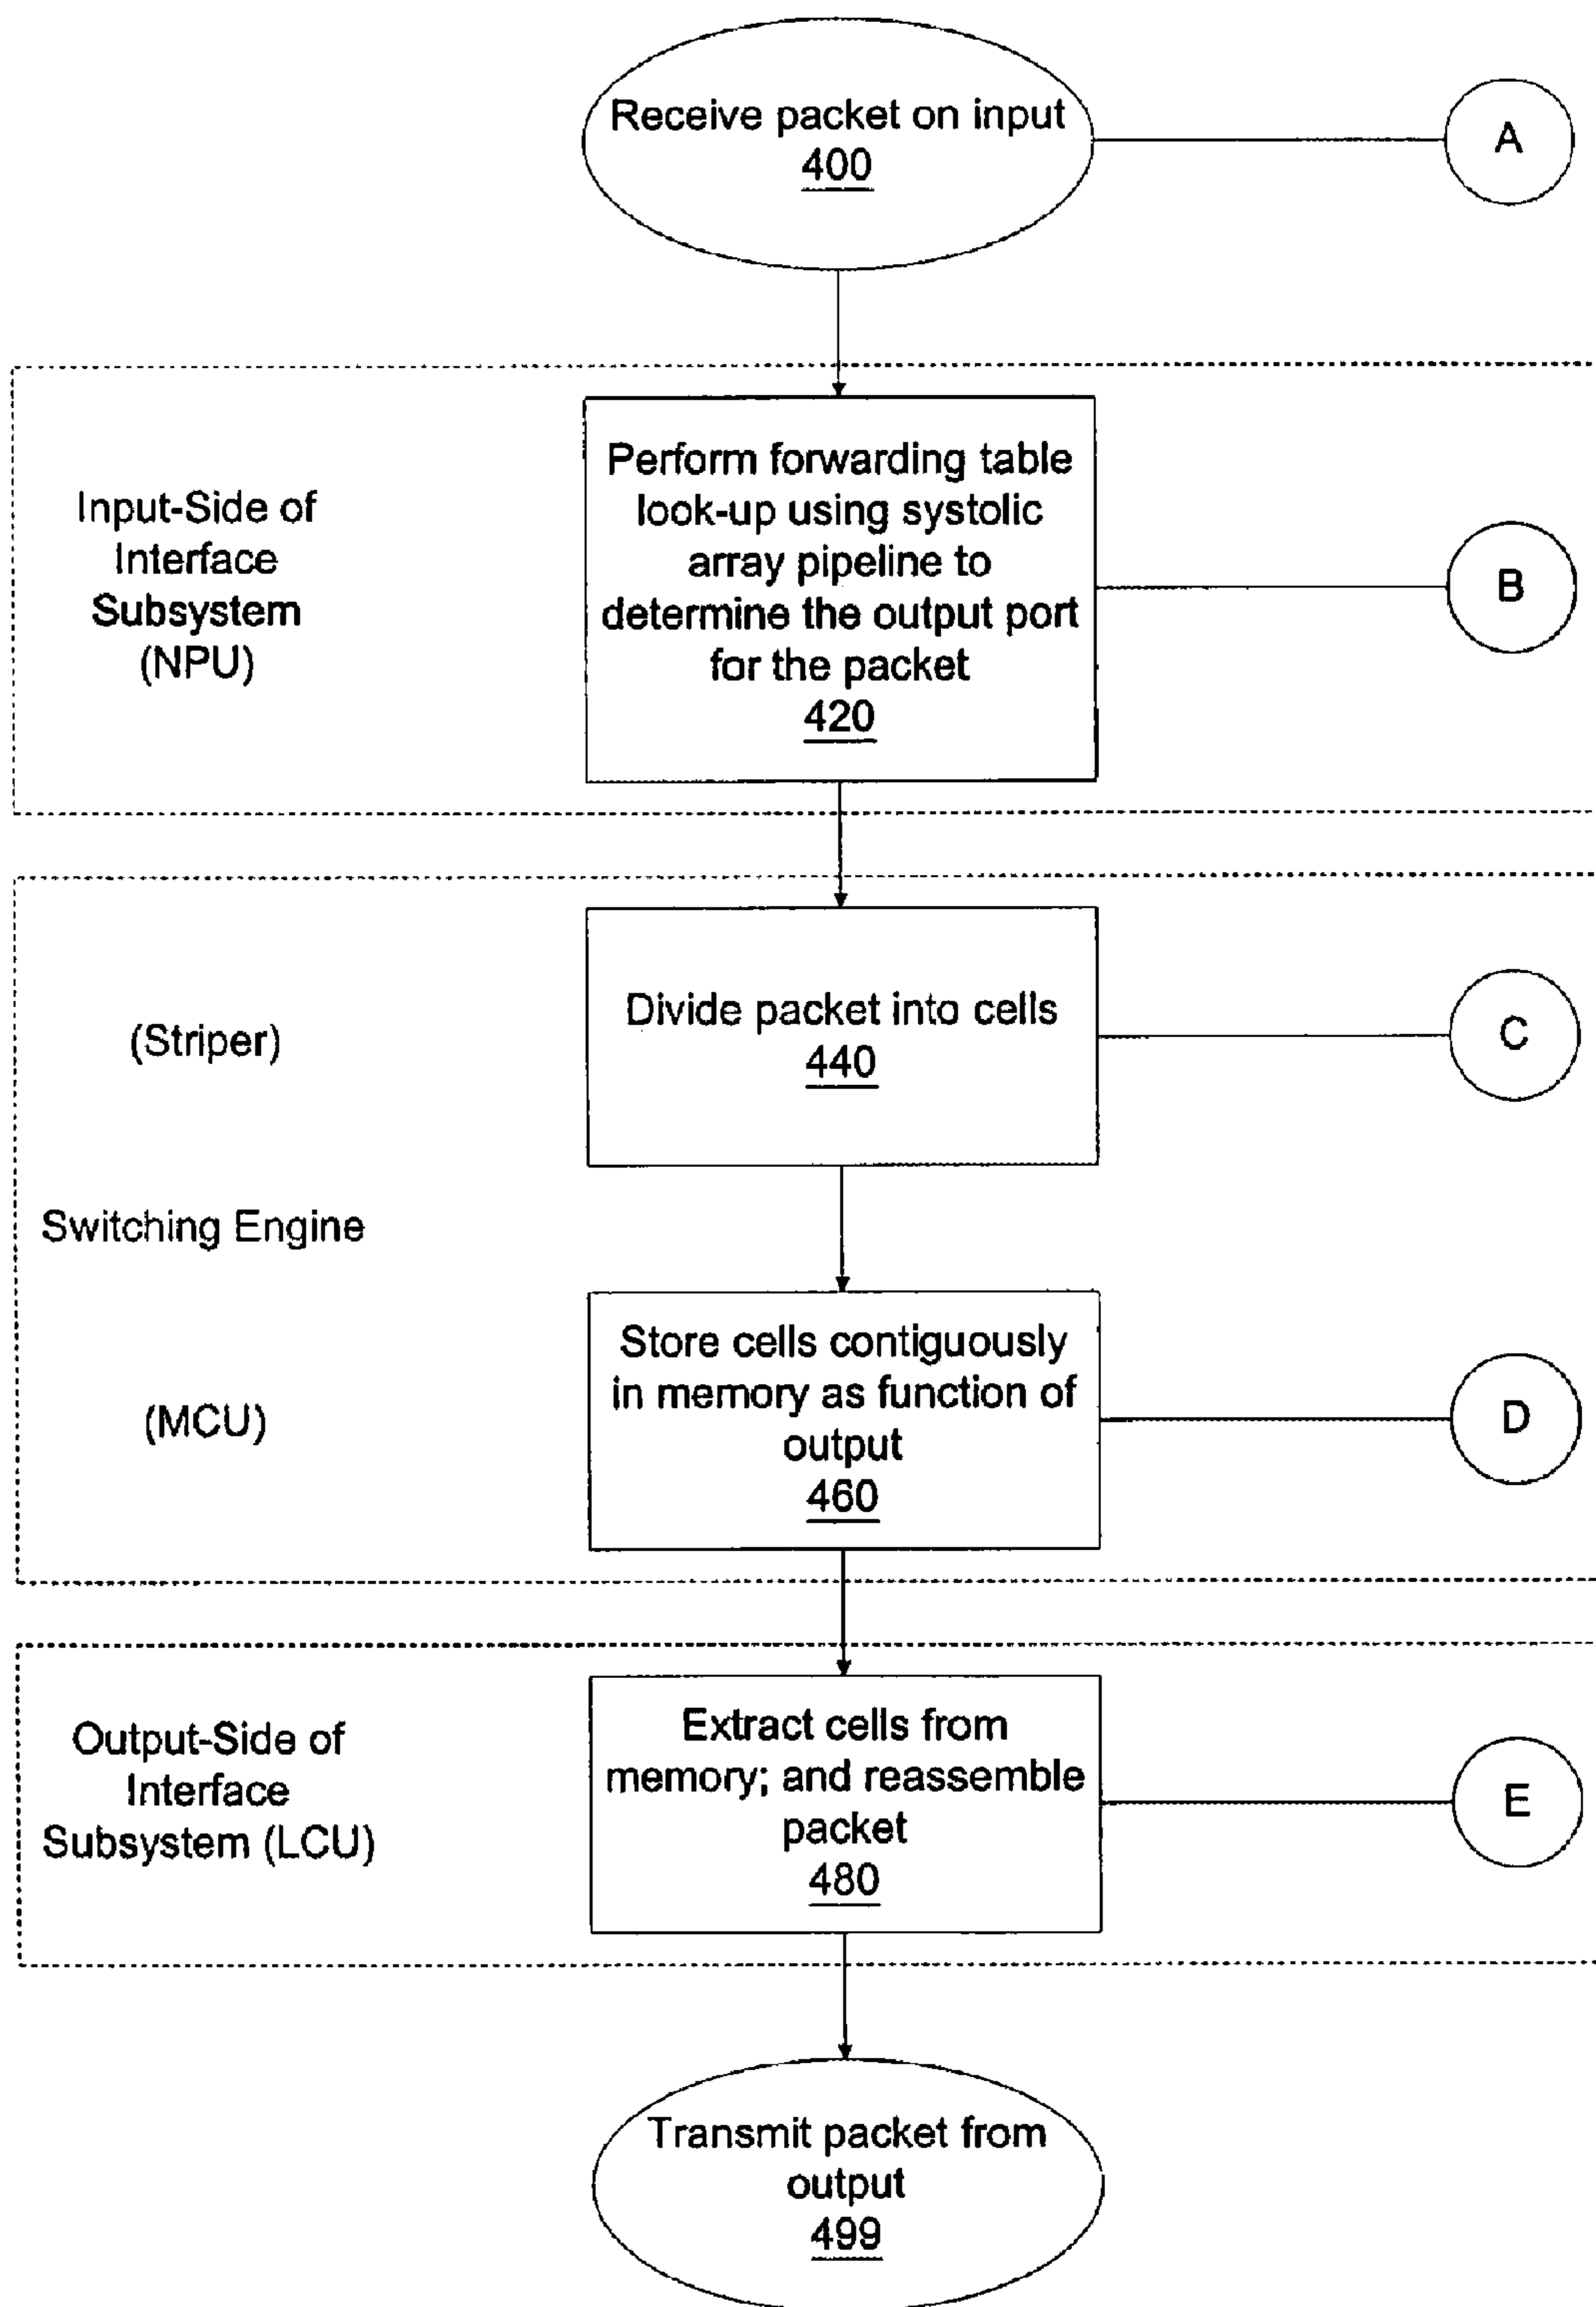 Receive packet on input
400
A
Input-Side of
Interface
Subsystem
(NPU)
Perform forwarding table
look-up using systolic
array pipeline to
determine the output port
for the packet
420
B
(Striper)
Divide packet into cells
440
C
Switching Engine
(MCU)
Store cells contiguously
in memory as function of
output
460
D
Output-Side of
Interface
Subsystem (LCU)
Extract cells from
memory; and reassemble
packet
480
E
Transmit packet from
output
499